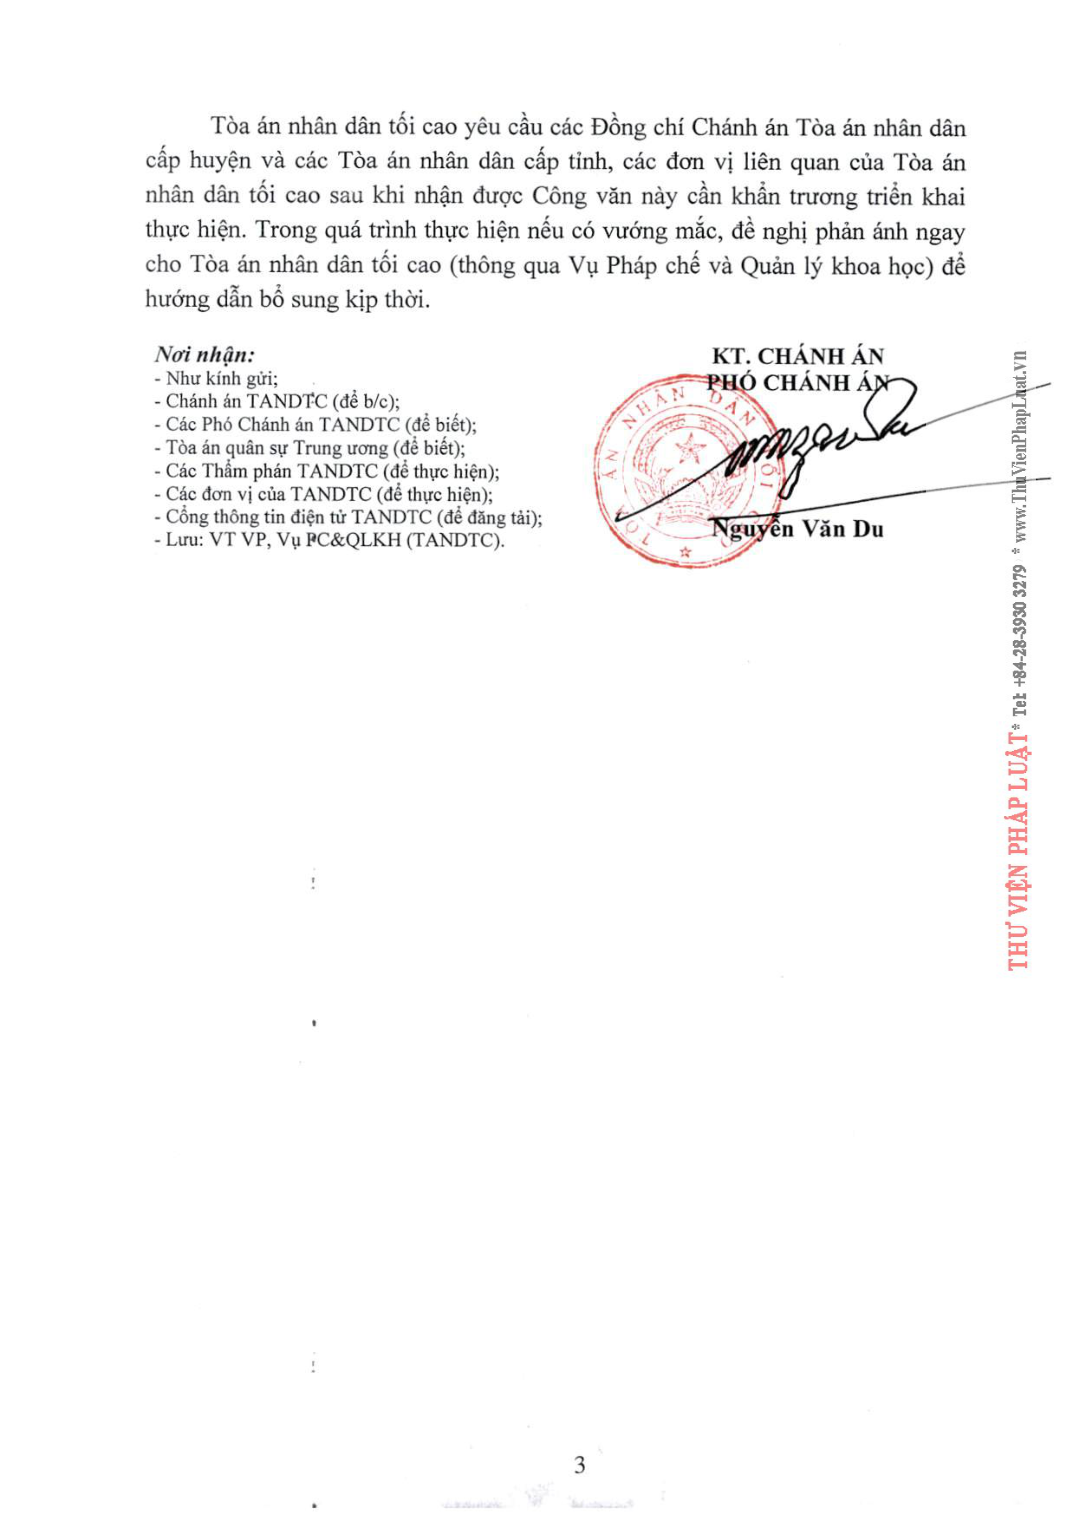 Tòa án nhân dân tối cao yêu cầu các Đồng chí Chánh án Tòa án nhân dân
cấp huyện và các Tòa án nhân dân cấp tỉnh, các đơn vị liên quan của Tòa án
nhân dân tối cao sau khi nhận được Công văn này cần khẩn trương triển khai
thực hiện. Trong quá trình thực hiện nếu có vướng mắc, đề nghị phản ánh ngay
cho Tòa án nhân dân tối cao (thông qua Vụ Pháp chế và Quản lý khoa học) để
hướng dẫn bổ sung kịp thời.
Nơi nhận:
- Như kính gửi;
- Chánh án TANDTC (để b/c);
- Các Phó Chánh án TANDTC (để biết);
- Tòa án quân sự Trung ương (để biết);
- Các Thẩm phán TANDTC (để thực hiện);
- Các đơn vị của TANDTC (để thực hiện);
- Cổng thông tin điện tử TANDTC (để đăng tải);
- Lưu: VT VP, Vụ PC&QLKH (TANDTC).
KT. CHÁNH ÁN
PHÓ CHÁNH ÁN
TÒA ÁN NHÂN DÂN TỐI CAO
Nguyễn Văn Du
THƯ VIỆN PHÁP LUẬT * Tel: +84-28-3930 3279 * www.ThuVienPhapLuat.vn
3